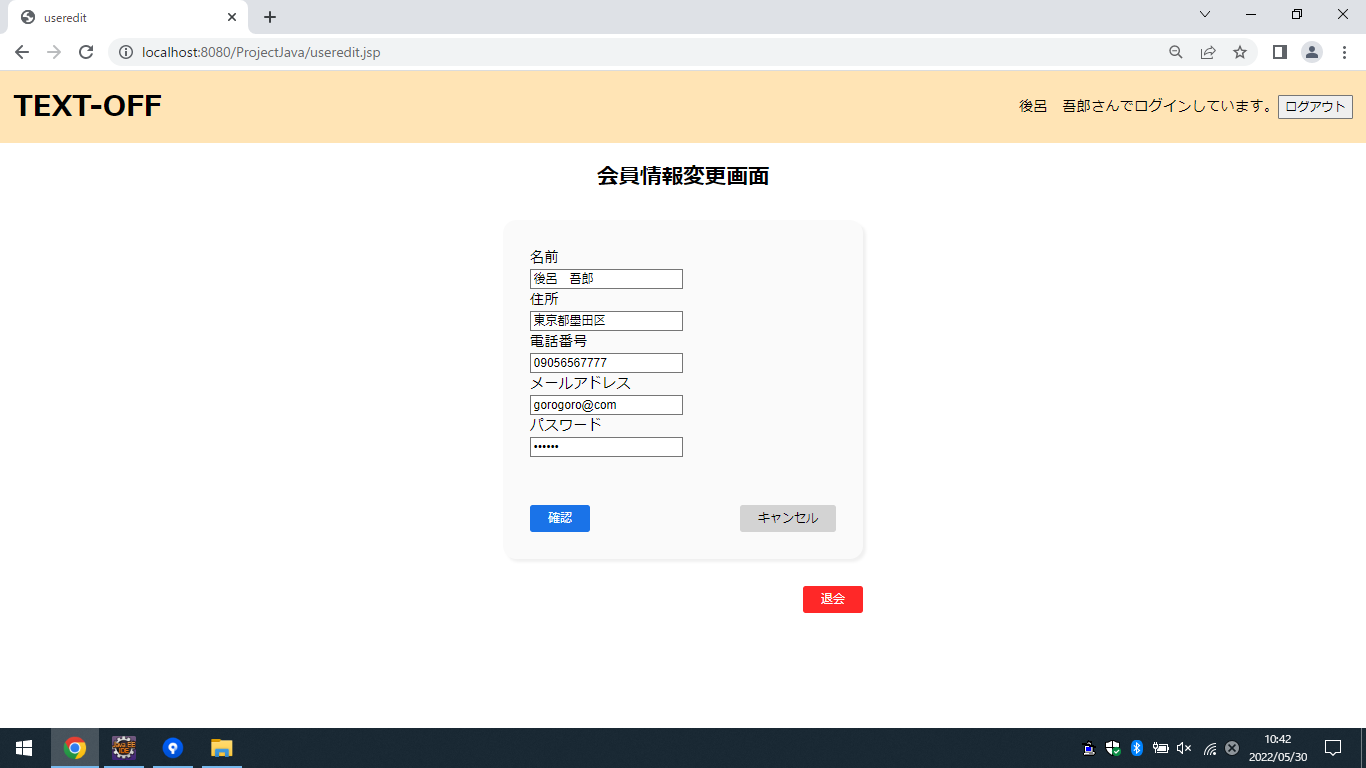 useredit
localhost:8080/ProjectJava/useredit.jsp
TEXT-OFF
後呂　吾郎さんでログインしています。 ログアウト
会員情報変更画面
名前
後呂　吾郎
住所
東京都墨田区
電話番号
09056567777
メールアドレス
gorogoro@com
パスワード
••••••
確認 キャンセル
退会
10:42
2022/05/30